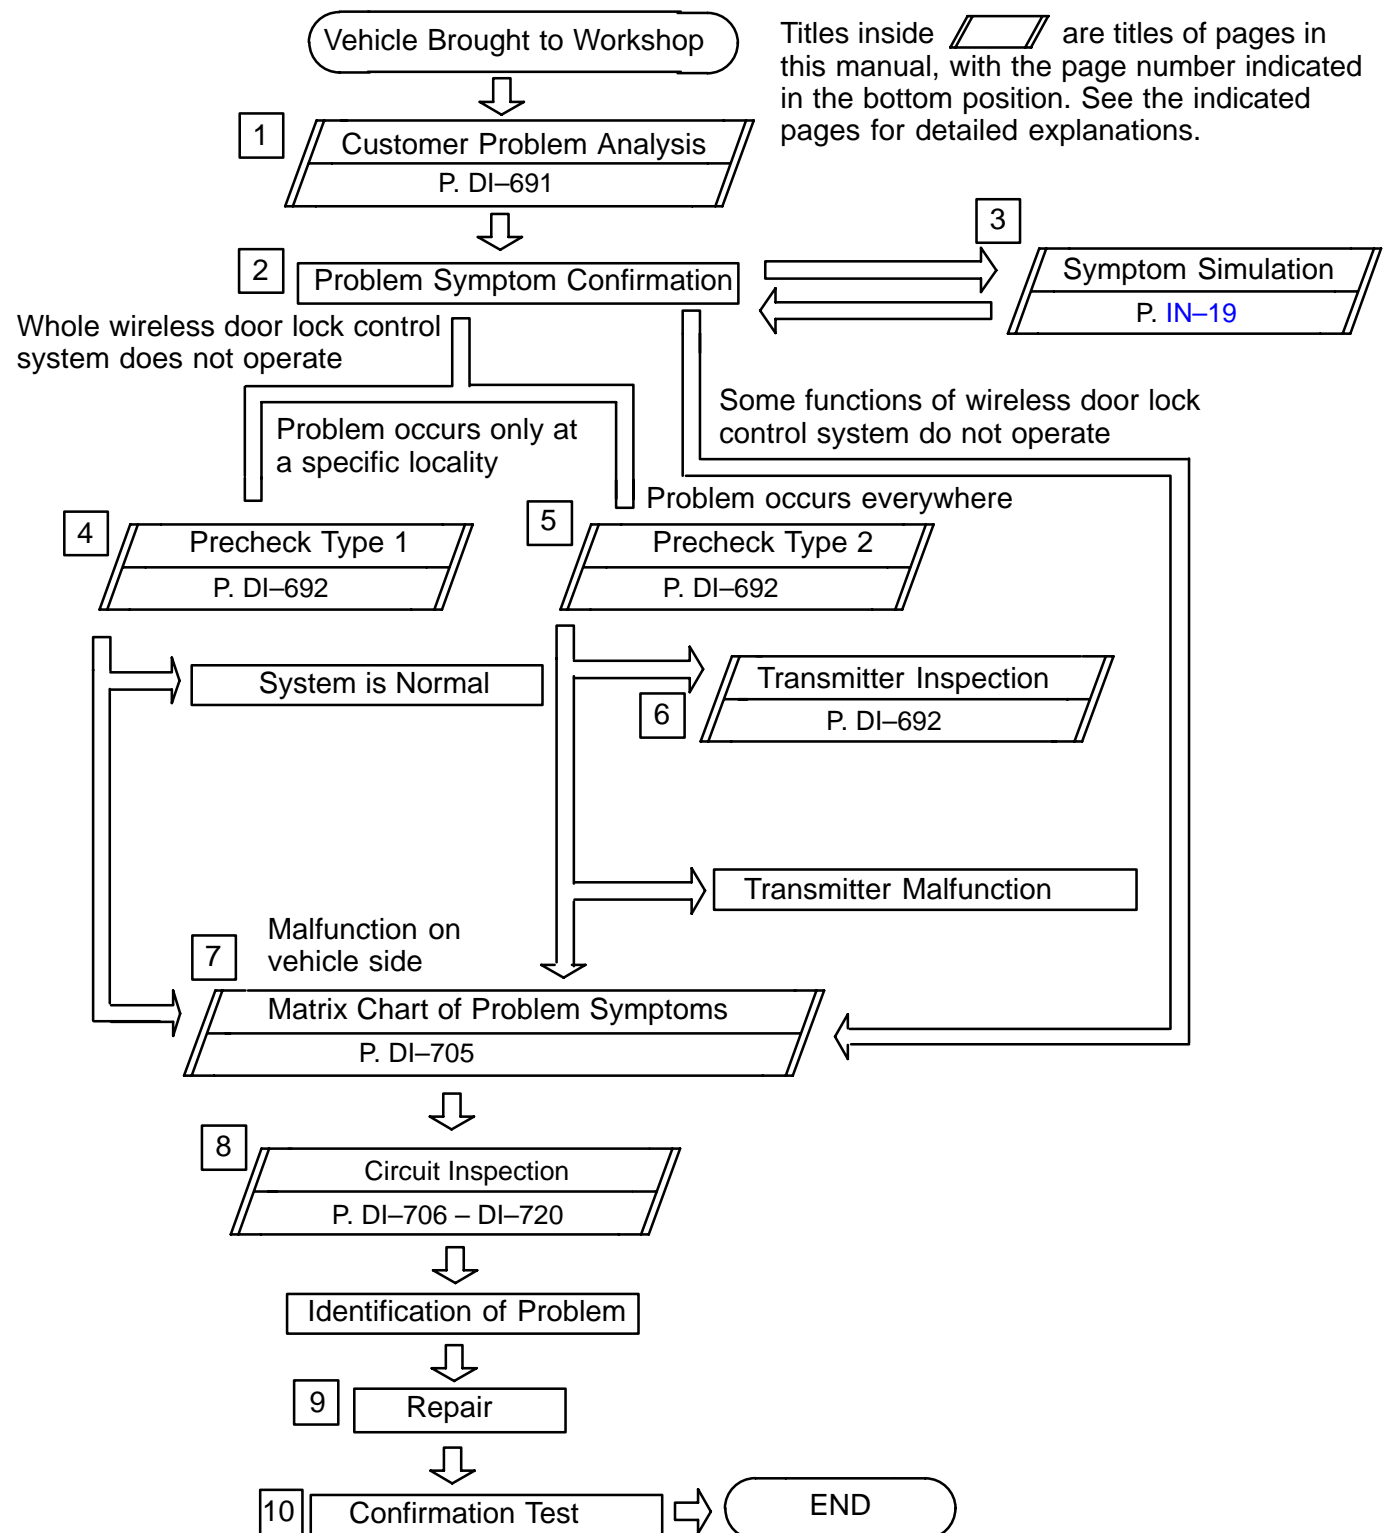 Vehicle Brought to Workshop
Titles inside are titles of pages in
this manual, with the page number indicated
in the bottom position. See the indicated
pages for detailed explanations.
1
Customer Problem Analysis
P. DI–691
2
Problem Symptom Confirmation
3
Symptom Simulation
P. IN–19
Whole wireless door lock control
system does not operate
Some functions of wireless door lock
control system do not operate
Problem occurs only at
a specific locality
Problem occurs everywhere
4
Precheck Type 1
P. DI–692
5
Precheck Type 2
P. DI–692
System is Normal
6
Transmitter Inspection
P. DI–692
Transmitter Malfunction
Malfunction on
vehicle side
7
Matrix Chart of Problem Symptoms
P. DI–705
8
Circuit Inspection
P. DI–706 – DI–720
Identification of Problem
9
Repair
10
Confirmation Test
END